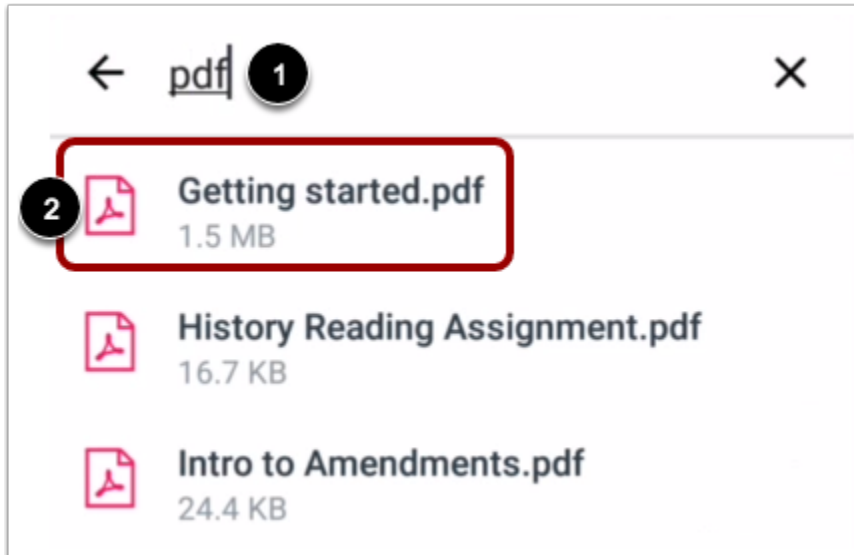 pdf 1
2
Getting started.pdf
1.5 MB
History Reading Assignment.pdf
16.7 KB
Intro to Amendments.pdf
24.4 KB